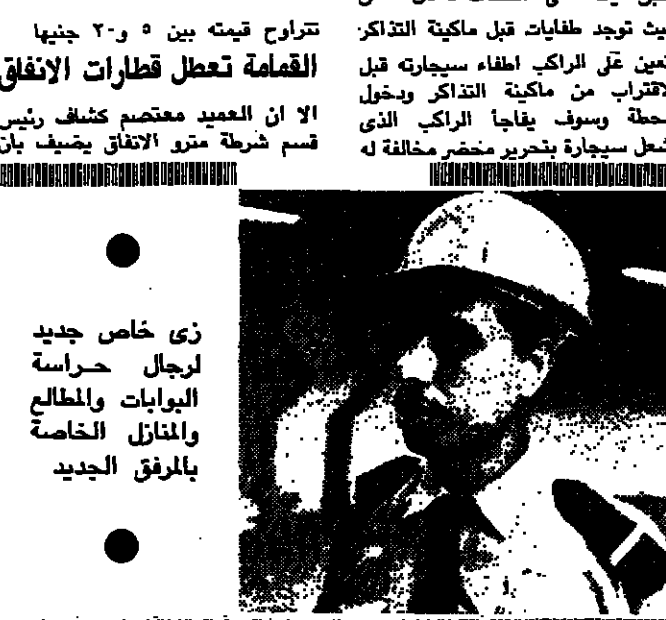 حيث توجد طفايات قبل ماكينة التذاكر
يتعين على الراكب اطفاء سيجارته قبل
الاقتراب من ماكينة التذاكر ودخول
المحطة وسوف يفاجأ الراكب الذى
شعل سيجارة بتحرير محضر مخالفة له
تتراوح قيمته بين ٥ و٢٠ جنيها
القمامة تعطل قطارات الانفاق
الا ان العميد معتصم كشاف رئيس
قسم شرطة مترو الانفاق يضيف بان
زى خاص جديد
لرجال حراسة
البوابات والمطالع
والمنازل الخاصة
بالمرفق الجديد